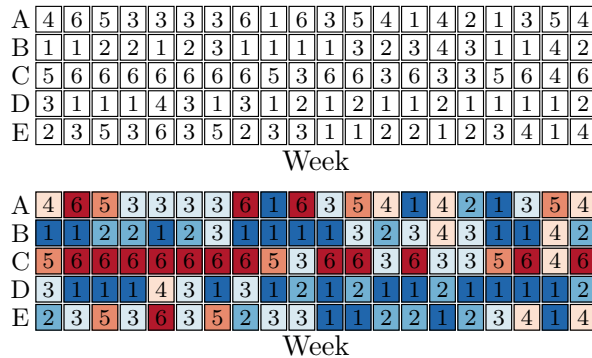 A 4 6 5 3 3 3 3 6 1 6 3 5 4 1 4 2 1 3 5 4
B 1 1 2 2 1 2 3 1 1 1 1 3 2 3 4 3 1 1 4 2
C 5 6 6 6 6 6 6 6 5 3 6 6 3 6 3 3 5 6 4 6
D 3 1 1 1 4 3 1 3 1 2 1 2 1 1 2 1 1 1 1 2
E 2 3 5 3 6 3 5 2 3 3 1 1 2 2 1 2 3 4 1 4
Week
A 4 6 5 3 3 3 3 6 1 6 3 5 4 1 4 2 1 3 5 4
B 1 1 2 2 1 2 3 1 1 1 1 3 2 3 4 3 1 1 4 2
C 5 6 6 6 6 6 6 6 5 3 6 6 3 6 3 3 5 6 4 6
D 3 1 1 1 4 3 1 3 1 2 1 2 1 1 2 1 1 1 1 2
E 2 3 5 3 6 3 5 2 3 3 1 1 2 2 1 2 3 4 1 4
Week